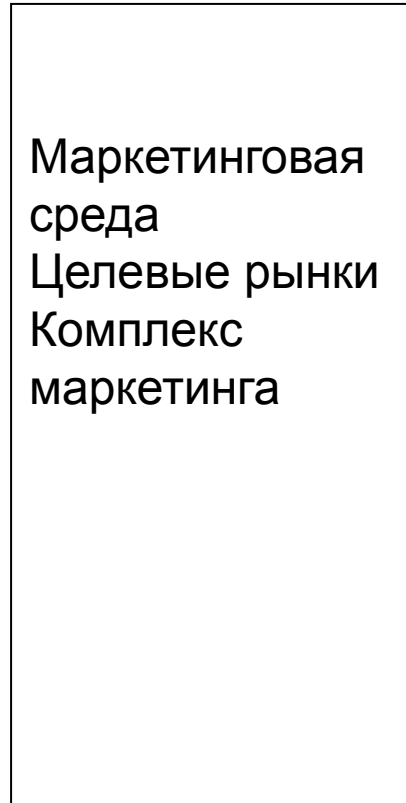 Маркетинговая
среда
Целевые рынки
Комплекс
маркетинга